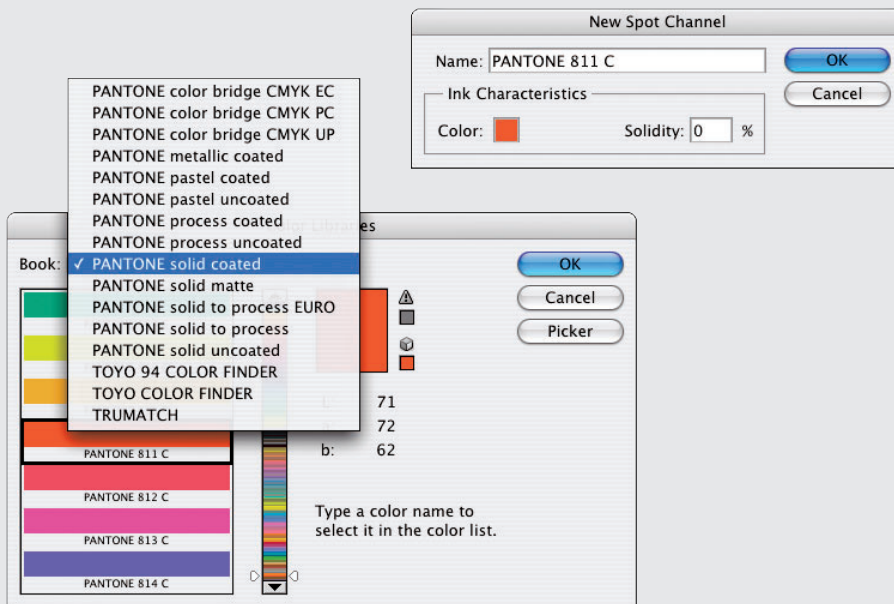 New Spot Channel
Name: PANTONE 811 C
OK
Ink Characteristics
Cancel
Color:
Solidity: 0 %
PANTONE color bridge CMYK EC
PANTONE color bridge CMYK PC
PANTONE color bridge CMYK UP
PANTONE metallic coated
PANTONE pastel coated
PANTONE pastel uncoated
PANTONE process coated
PANTONE process uncoated
Book: ✓ PANTONE solid coated
PANTONE solid matte
PANTONE solid to process EURO
PANTONE solid to process
PANTONE solid uncoated
TOYO 94 COLOR FINDER
TOYO COLOR FINDER
TRUMATCH
OK
Cancel
Picker
71
72
b: 62
PANTONE 811 C
PANTONE 812 C
PANTONE 813 C
PANTONE 814 C
Type a color name to
select it in the color list.